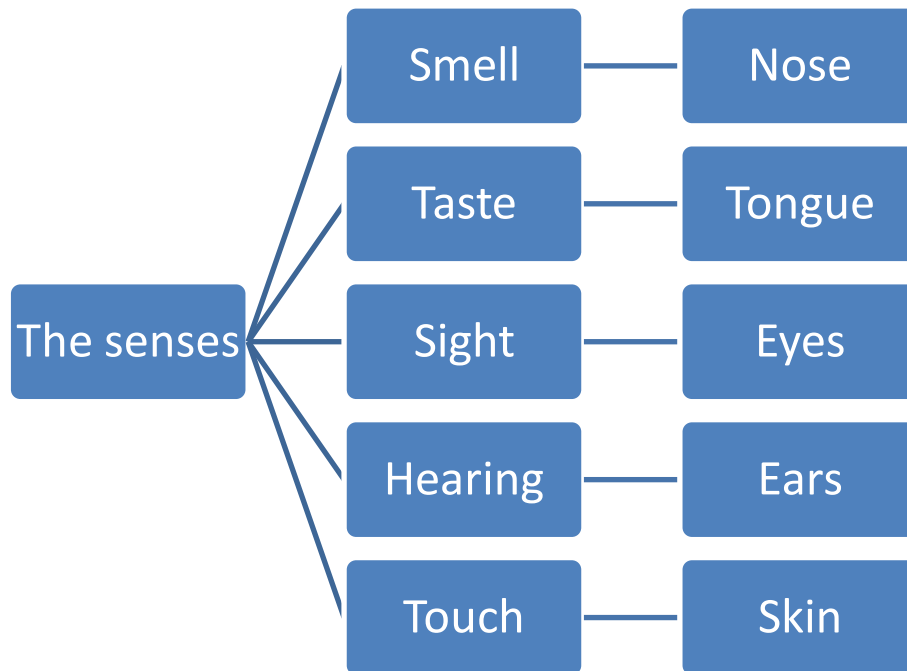 The senses
Smell
Nose
Taste
Tongue
Sight
Eyes
Hearing
Ears
Touch
Skin